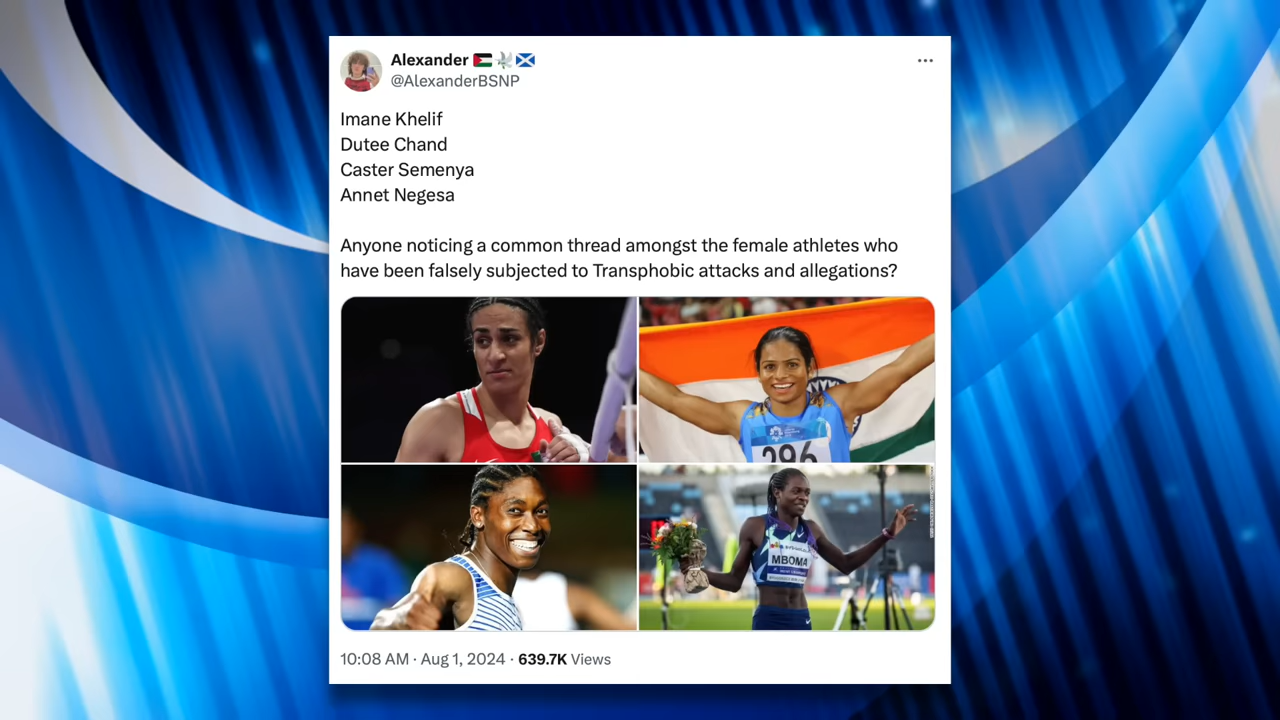 Alexander 🇵🇸🕊️🏴󠁧󠁢󠁳󠁣󠁴󠁿
@AlexanderBSNP
Imane Khelif
Dutee Chand
Caster Semenya
Annet Negesa
Anyone noticing a common thread amongst the female athletes who
have been falsely subjected to Transphobic attacks and allegations?
296
MBOMA
10:08 AM · Aug 1, 2024 · 639.7K Views